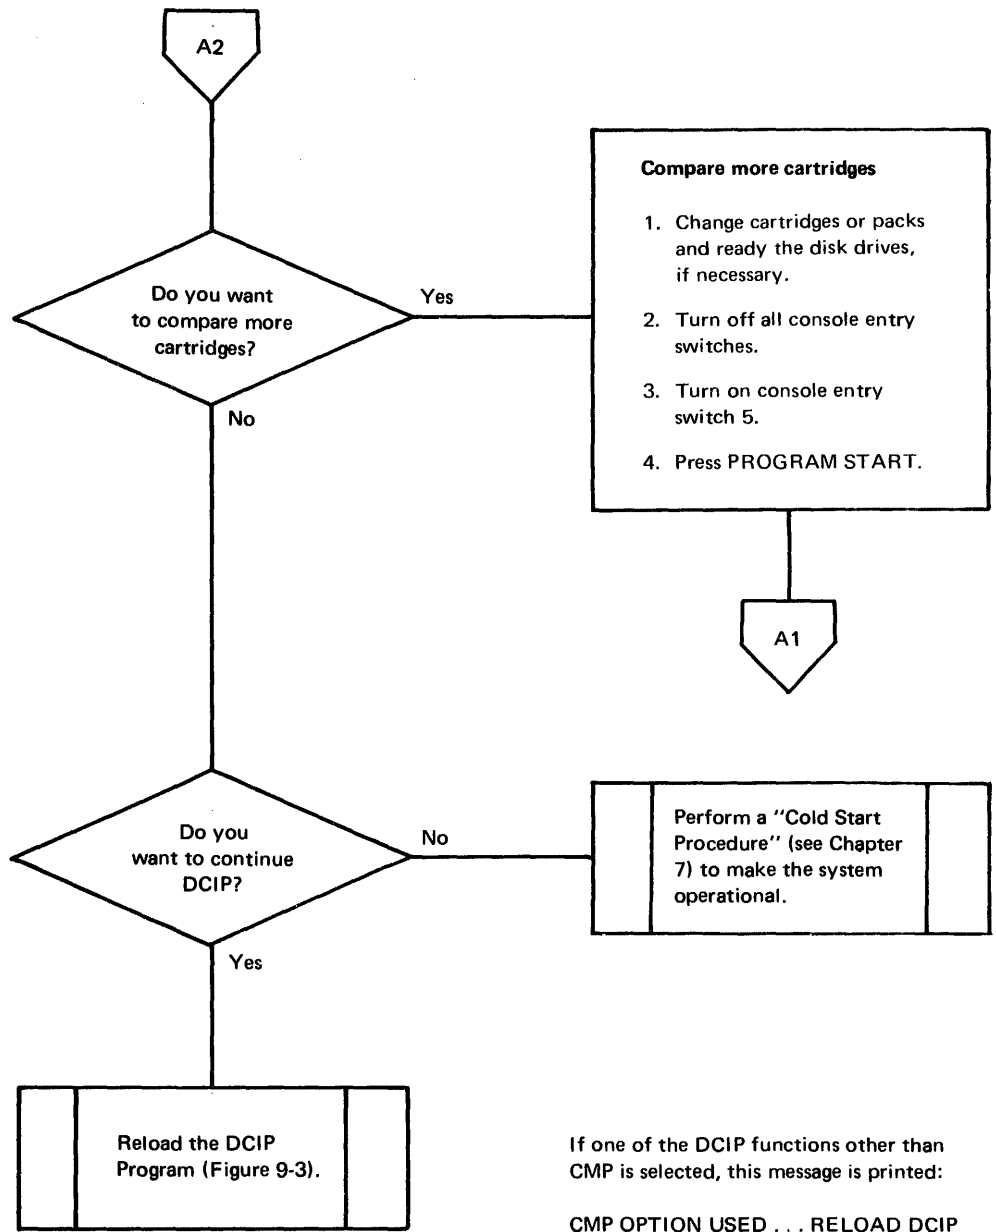 A2
Do you want
to compare more
cartridges?
Yes
No
Compare more cartridges
1. Change cartridges or packs
and ready the disk drives,
if necessary.
2. Turn off all console entry
switches.
3. Turn on console entry
switch 5.
4. Press PROGRAM START.
A1
Do you
want to continue
DCIP?
No
Yes
Perform a "Cold Start
Procedure" (see Chapter
7) to make the system
operational.
Reload the DCIP
Program (Figure 9-3).
If one of the DCIP functions other than
CMP is selected, this message is printed:
CMP OPTION USED . . . RELOAD DCIP